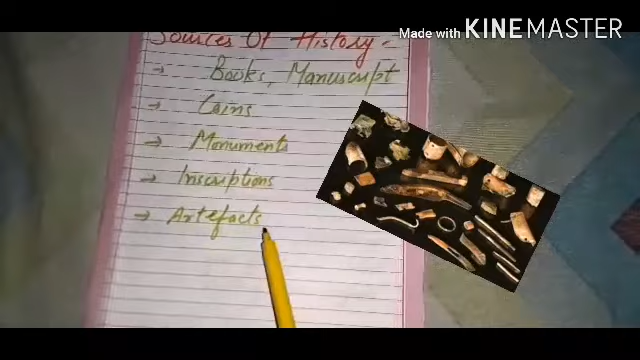 Made with KINEMASTER
Sources Of History -
→ Books, Manuscript
→ Coins
→ Monuments
→ Inscriptions
→ Artefacts